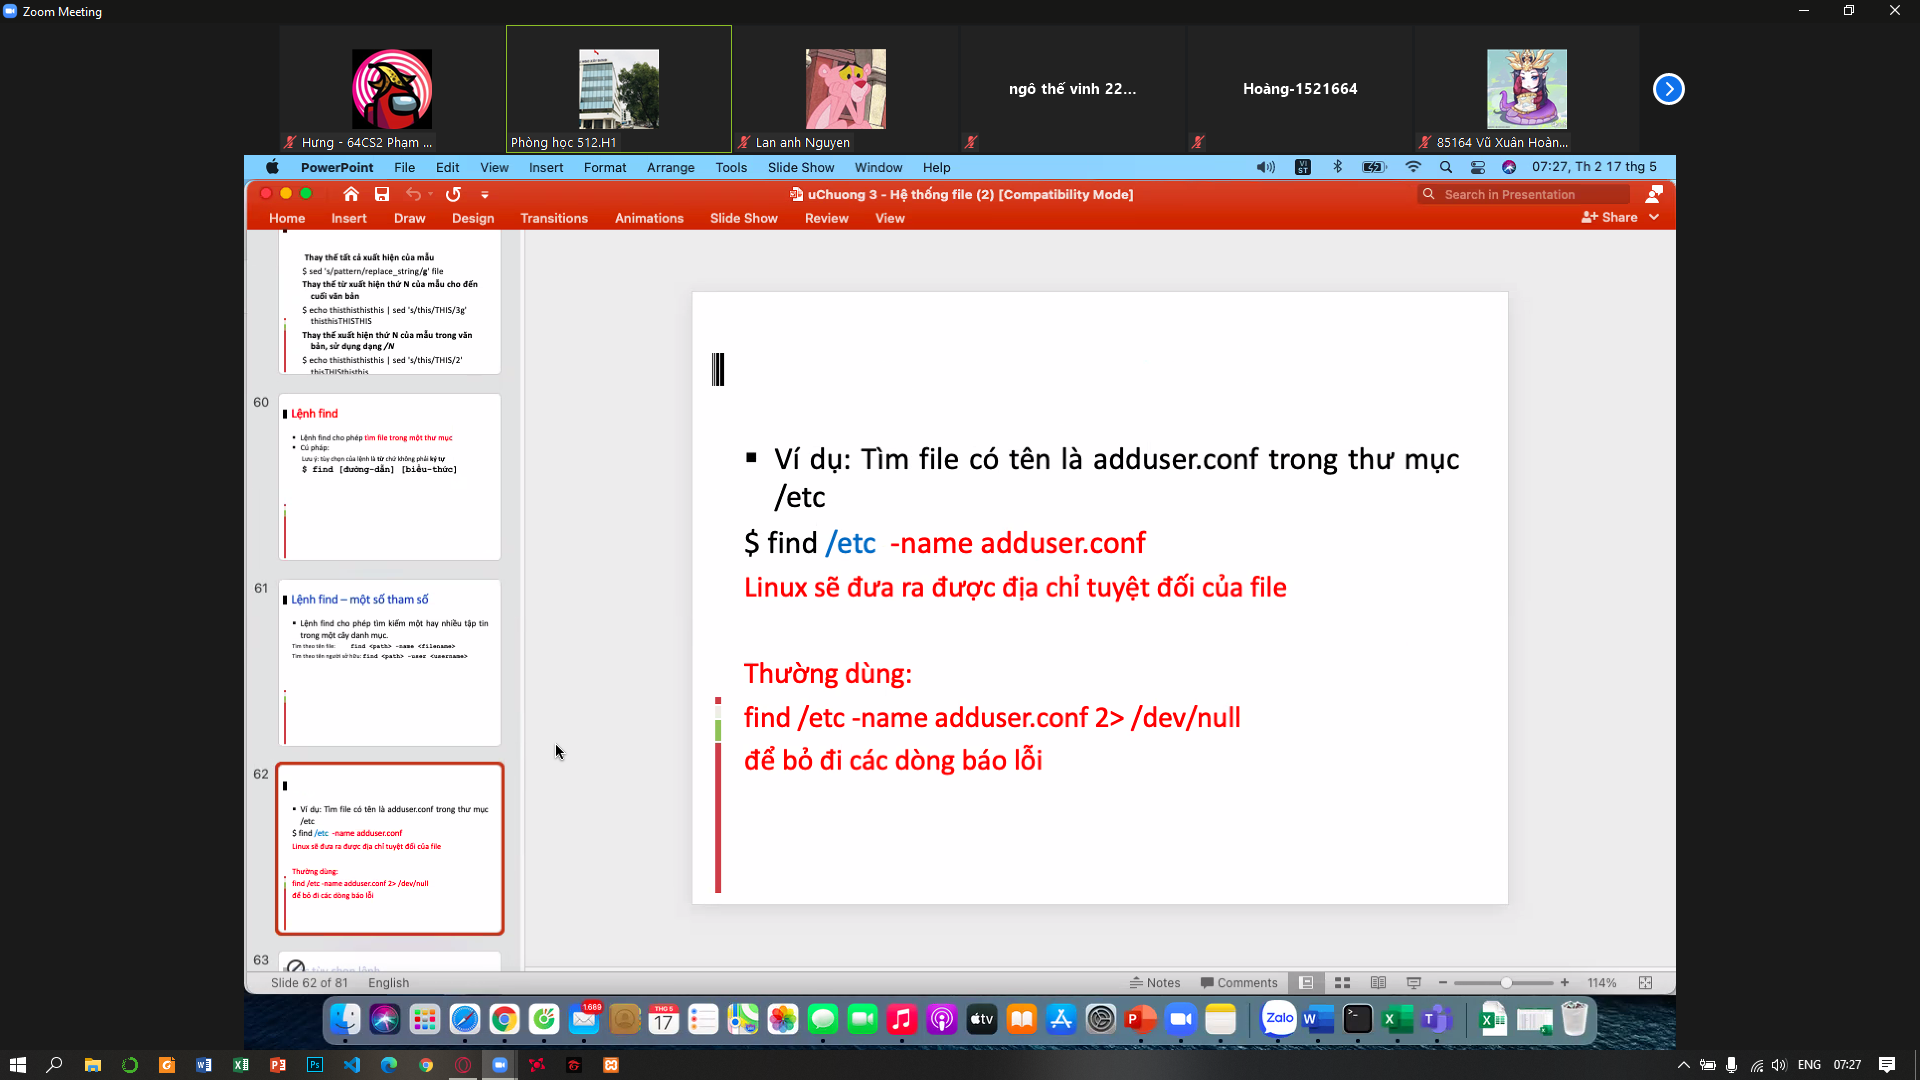 Zoom Meeting
Hưng - 64CS2 Phạm ...
Phòng học 512.H1
Lan anh Nguyen
ngô thế vinh 22...
Hoàng-1521664
85164 Vũ Xuân Hoàn...
PowerPoint File Edit View Insert Format Arrange Tools Slide Show Window Help
VI
ST
07:27, Th 2 17 thg 5
uChuong 3 - Hệ thống file (2) [Compatibility Mode]
Search in Presentation
Home Insert Draw Design Transitions Animations Slide Show Review View
Share
Thay thế tất cả xuất hiện của mẫu
$ sed 's/pattern/replace_string/g' file
Thay thế từ xuất hiện thứ N của mẫu cho đến
cuối văn bản
$ echo thisthisthisthis | sed 's/this/THIS/3g'
thisthisTHISTHIS
Thay thế xuất hiện thứ N của mẫu trong văn
bản, sử dụng dạng /N
$ echo thisthisthisthis | sed 's/this/THIS/2'
thisTHISthisthis
60
Lệnh find
Lệnh find cho phép tìm file trong một thư mục
Cú pháp:
Lưu ý: tùy chọn của lệnh là từ chứ không phải ký tự
$ find [đường-dẫn] [biểu-thức]
61
Lệnh find – một số tham số
Lệnh find cho phép tìm kiếm một hay nhiều tập tin
trong một cây danh mục.
Tìm theo tên file: find <path> -name <filename>
Tìm theo tên người sở hữu: find <path> -user <username>
62
Ví dụ: Tìm file có tên là adduser.conf trong thư mục
/etc
$ find /etc -name adduser.conf
Linux sẽ đưa ra được địa chỉ tuyệt đối của file
Thường dùng:
find /etc -name adduser.conf 2> /dev/null
để bỏ đi các dòng báo lỗi
63
Ví dụ: Tìm file có tên là adduser.conf trong thư mục
/etc
$ find /etc -name adduser.conf
Linux sẽ đưa ra được địa chỉ tuyệt đối của file
Thường dùng:
find /etc -name adduser.conf 2> /dev/null
để bỏ đi các dòng báo lỗi
Slide 62 of 81 English
Notes Comments
114%
1.689
THG 5
17
tv
Zalo
ENG 07:27